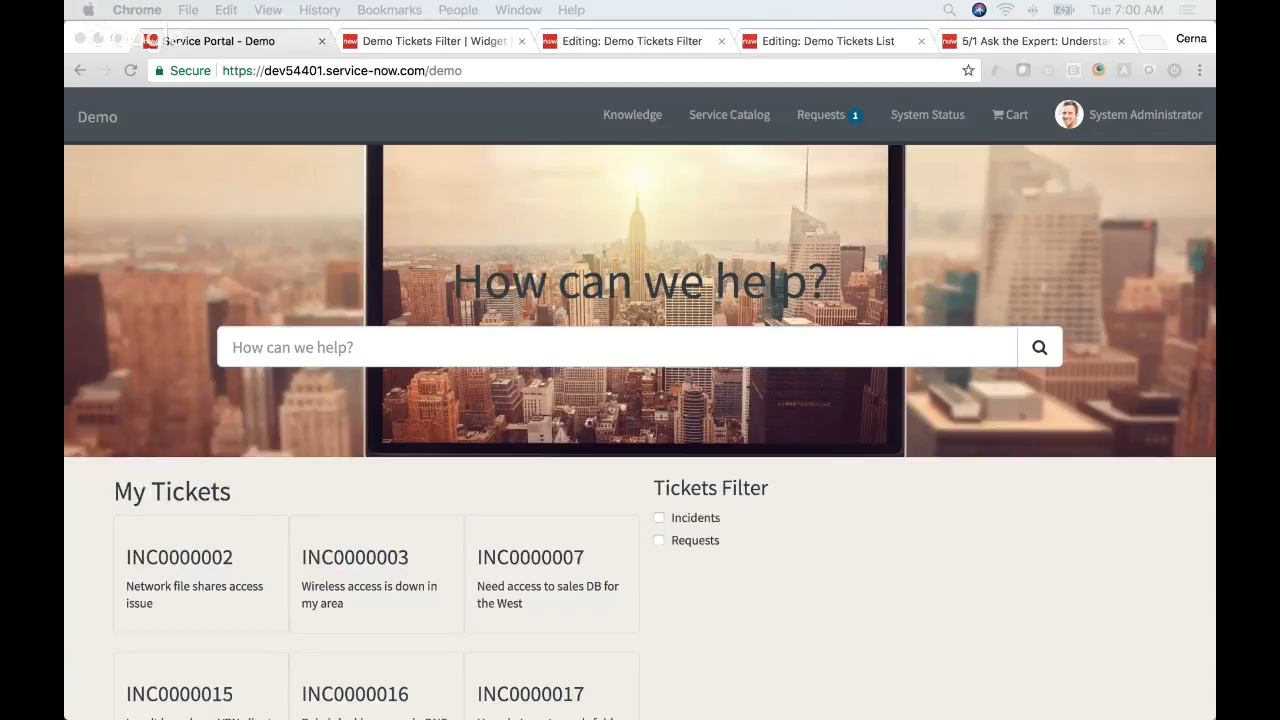 Chrome File Edit View History Bookmarks People Window Help Tue 7:00 AM
Service Portal - Demo
Demo Tickets Filter | Widget
Editing: Demo Tickets Filter
Editing: Demo Tickets List
5/1 Ask the Expert: Understa
Cerna
Secure https://dev54401.service-now.com/demo
Demo Knowledge Service Catalog Requests 1 System Status Cart System Administrator
How can we help?
How can we help?
My Tickets
INC0000002
Network file shares access
issue
INC0000003
Wireless access is down in
my area
INC0000007
Need access to sales DB for
the West
INC0000015
INC0000016
INC0000017
Tickets Filter
Incidents
Requests